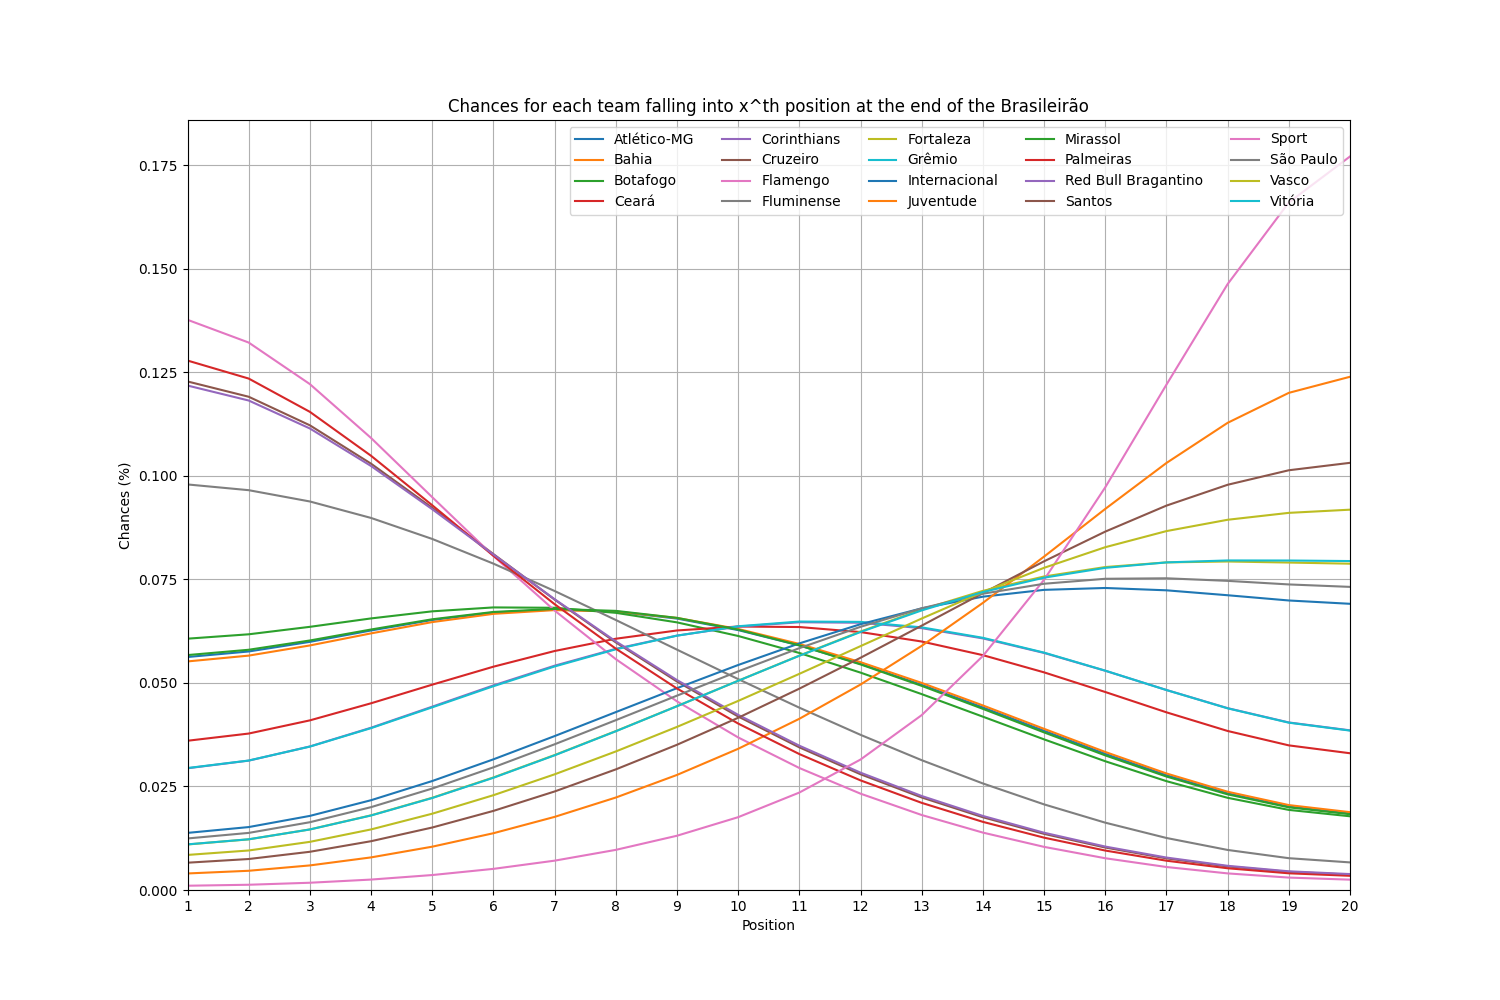 Chances for each team falling into x^th position at the end of the Brasileirão
Atlético-MG
Bahia
Botafogo
Ceará
Corinthians
Cruzeiro
Flamengo
Fluminense
Fortaleza
Grêmio
Internacional
Juventude
Mirassol
Palmeiras
Red Bull Bragantino
Santos
Sport
São Paulo
Vasco
Vitória
Chances (%)
0.175
0.150
0.125
0.100
0.075
0.050
0.025
0.000
1 2 3 4 5 6 7 8 9 10 11 12 13 14 15 16 17 18 19 20
Position